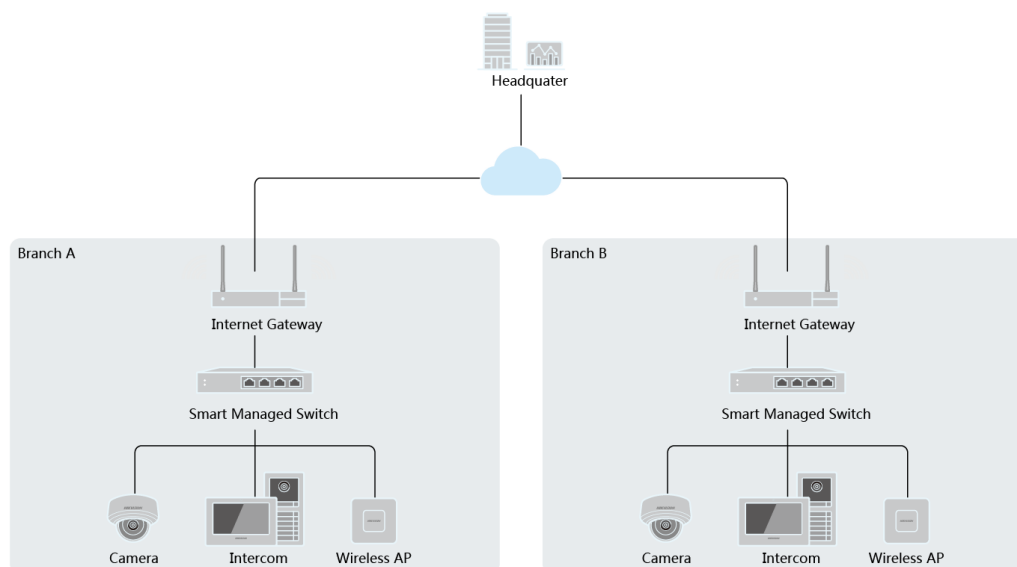 Headquater
Branch A
Branch B
Internet Gateway
Internet Gateway
Smart Managed Switch
Smart Managed Switch
Camera
Intercom
Wireless AP
Camera
Intercom
Wireless AP